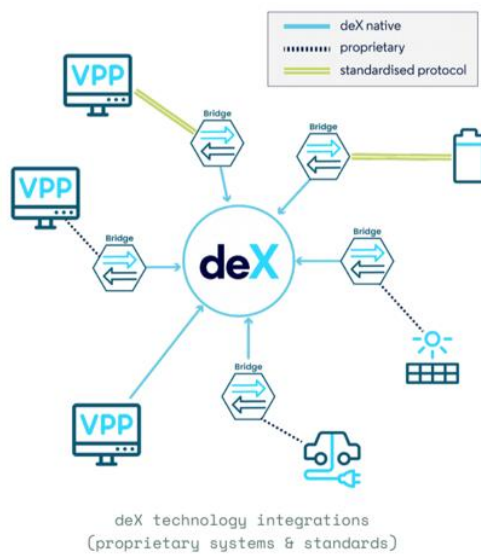 deX native
proprietary
standardised protocol
VPP
Bridge
Bridge
VPP
Bridge
Bridge
deX
VPP
Bridge
deX technology integrations
(proprietary systems & standards)